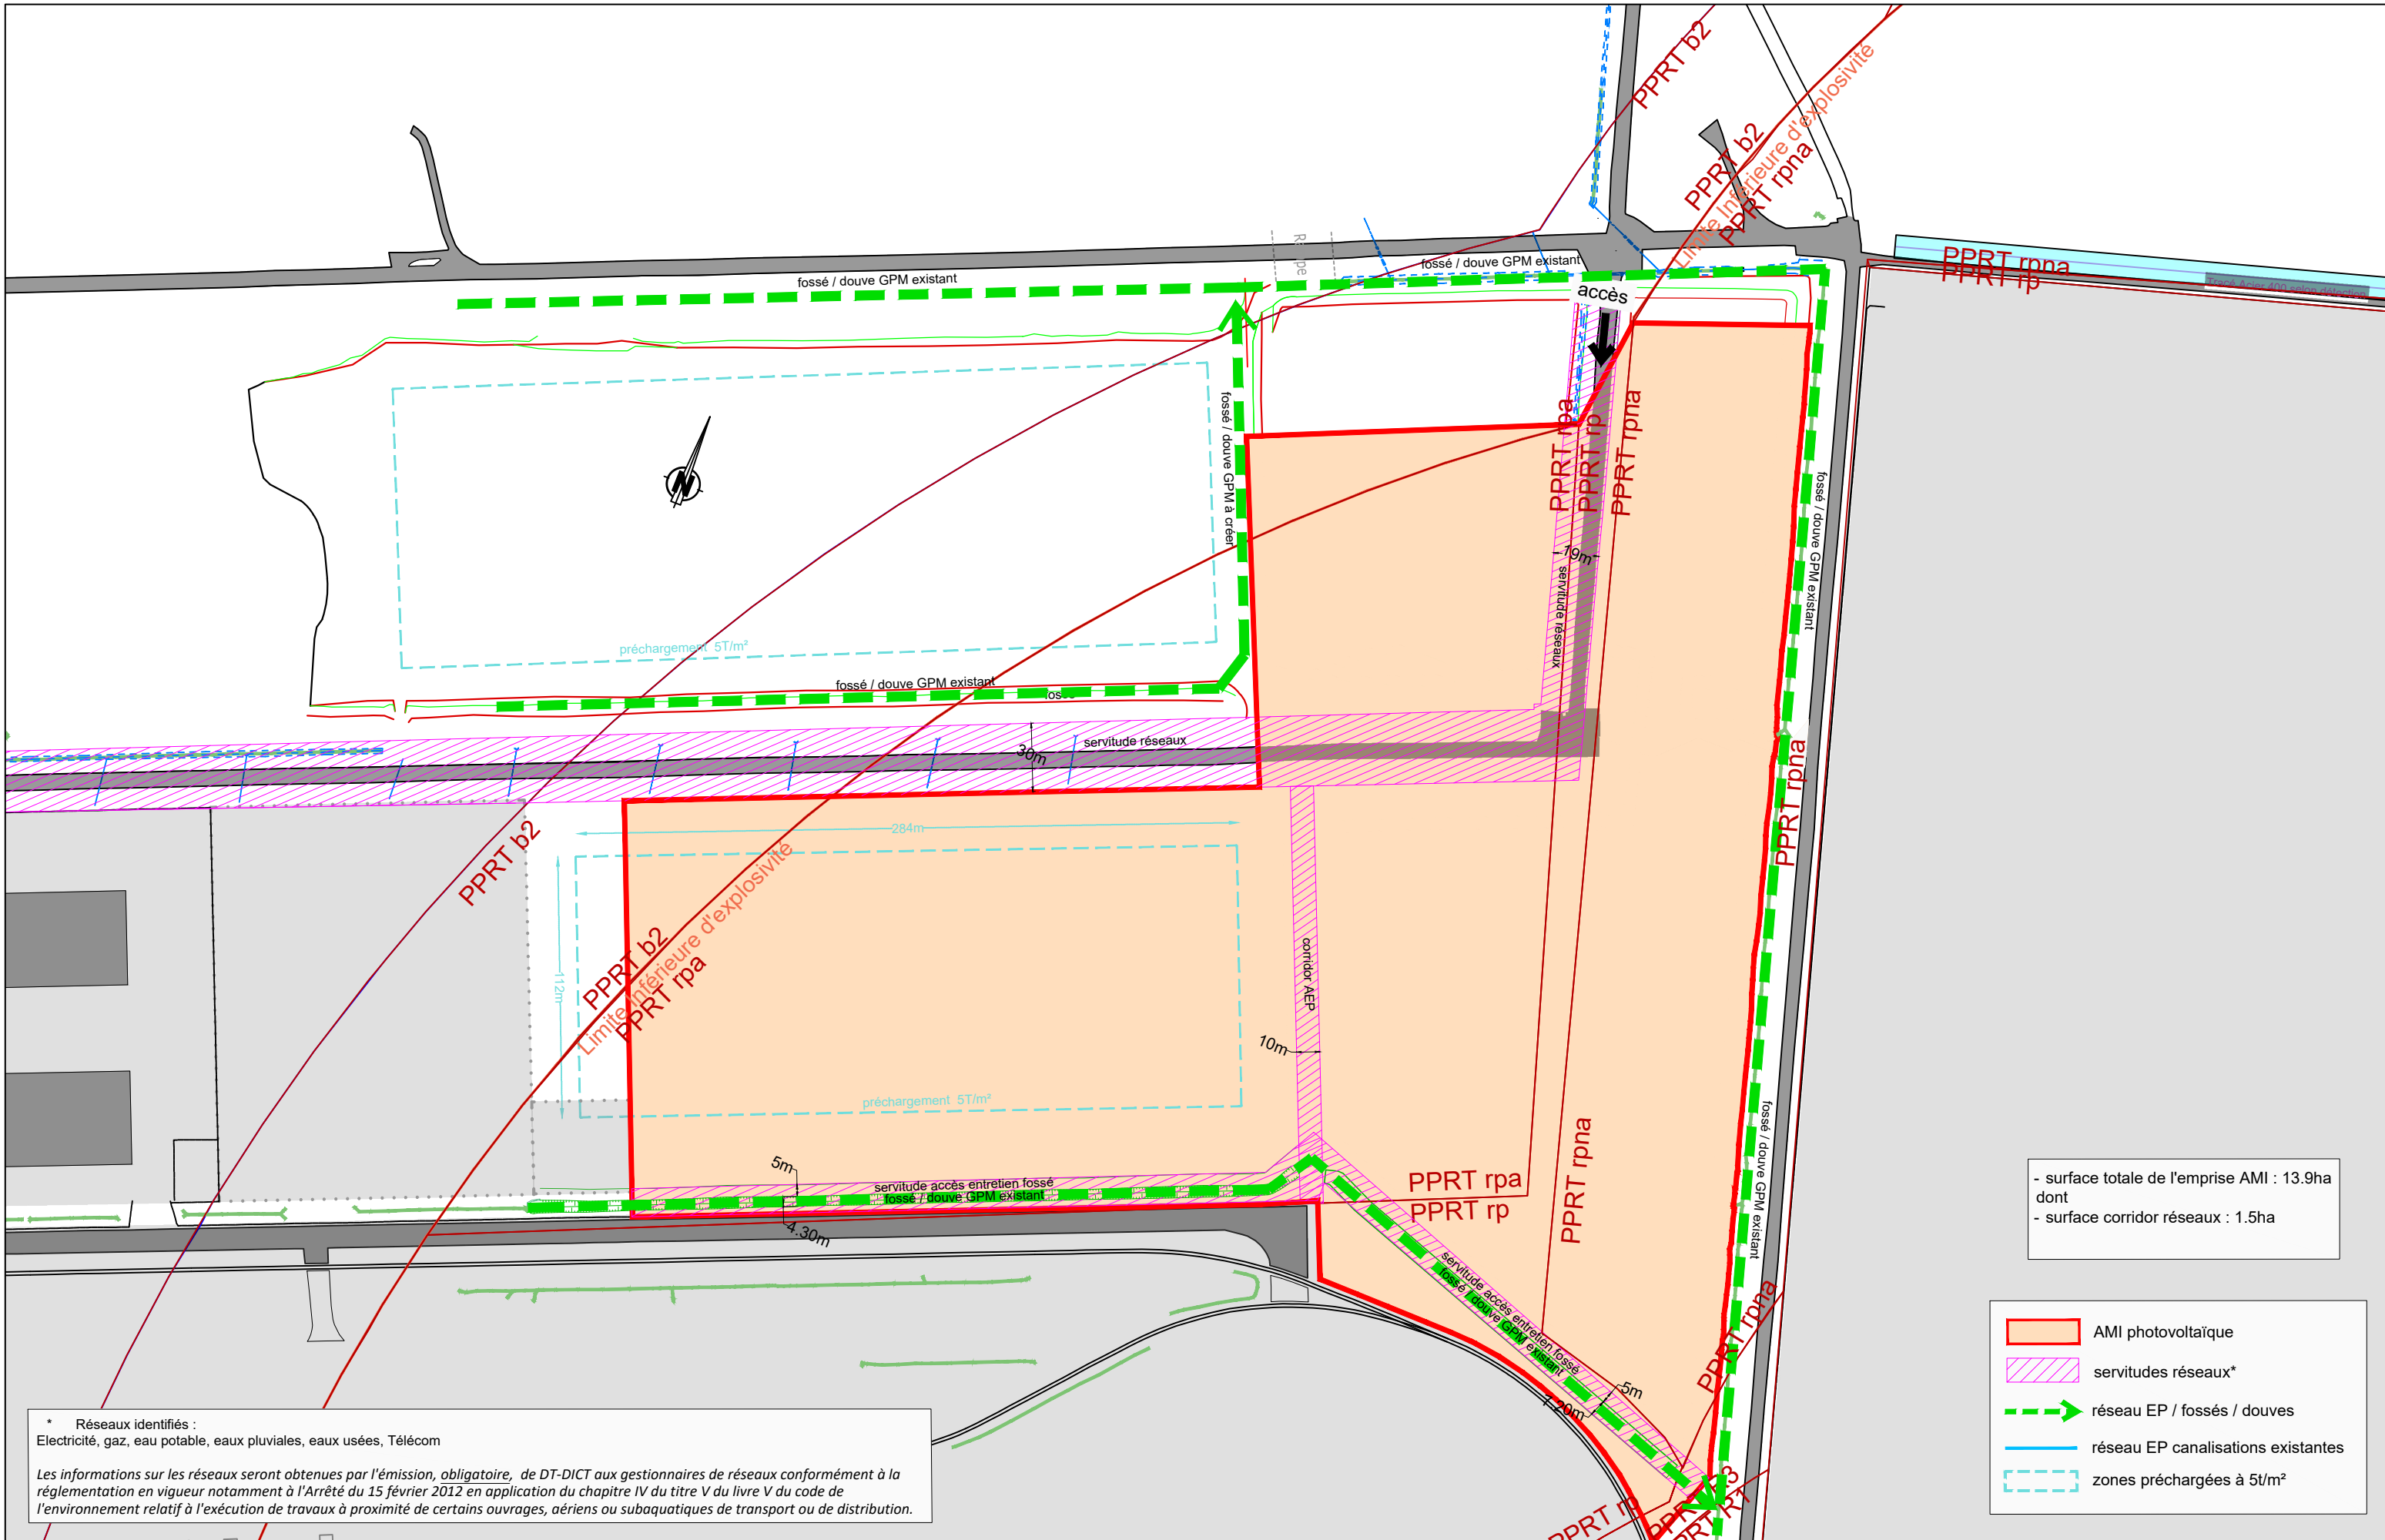 PPRT b2
PPRT b2
Limite Inférieure d'explosivité
PPRT rpna
fossé / douve GPM existant
fossé / douve GPM existant
accès
PPRT rpna
PPRT rp
Tracé Acier 400 selon détection
fossé / douve GPM à créer
PPRT rpa
PPRT rp
PPRT rpna
N
19m
servitude réseaux
fossé / douve GPM existant
préchargement 5T/m²
fossé / douve GPM existant
servitude réseaux
30m
PPRT rpna
284m
PPRT b2
112m
PPRT b2
Limite Inférieure d'explosivité
PPRT rpa
corridor AEP
10m
préchargement 5T/m²
5m
servitude accès entretien fossé
fossé / douve GPM existant
4.30m
PPRT rpa
PPRT rp
PPRT rpna
fossé / douve GPM existant
servitude accès entretien fossé
fossé / douve GPM existant
5m
7.20m
PPRT rpna
- surface totale de l'emprise AMI : 13.9ha
dont
- surface corridor réseaux : 1.5ha
AMI photovoltaïque
servitudes réseaux*
réseau EP / fossés / douves
réseau EP canalisations existantes
zones préchargées à 5t/m²
* Réseaux identifiés :
Electricité, gaz, eau potable, eaux pluviales, eaux usées, Télécom
Les informations sur les réseaux seront obtenues par l'émission, obligatoire, de DT-DICT aux gestionnaires de réseaux conformément à la
réglementation en vigueur notamment à l'Arrêté du 15 février 2012 en application du chapitre IV du titre V du livre V du code de
l'environnement relatif à l'exécution de travaux à proximité de certains ouvrages, aériens ou subaquatiques de transport ou de distribution.